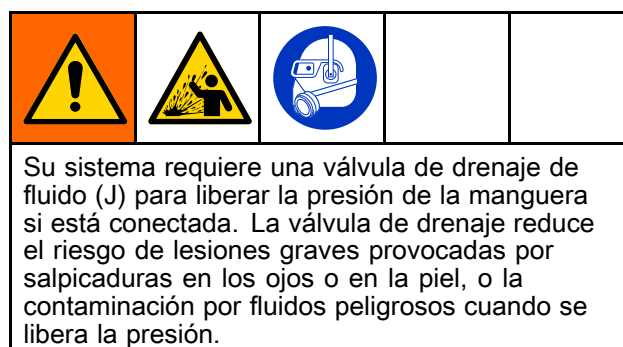 Su sistema requiere una válvula de drenaje de
fluido (J) para liberar la presión de la manguera
si está conectada. La válvula de drenaje reduce
el riesgo de lesiones graves provocadas por
salpicaduras en los ojos o en la piel, o la
contaminación por fluidos peligrosos cuando se
libera la presión.